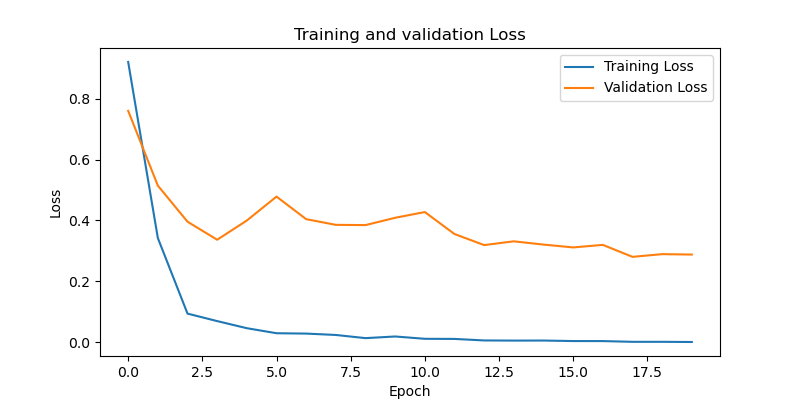 Training and validation Loss
Training Loss
Validation Loss
Loss
0.8
0.6
0.4
0.2
0.0
0.0 2.5 5.0 7.5 10.0 12.5 15.0 17.5
Epoch